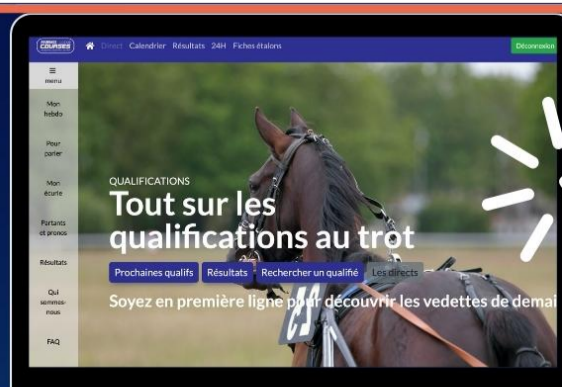 COURSES
Direct Calendrier Résultats 24H Fiches étalons
Déconnexion
menu
Mon
hebdo
Pour
parier
Mon
écurie
Partants
et pronos
Résultats
Qui
sommes-
nous
FAQ
QUALIFICATIONS
Tout sur les
qualifications au trot
Prochaines qualifs Résultats Rechercher un qualifié Les directs
Soyez en première ligne pour découvrir les vedettes de demai